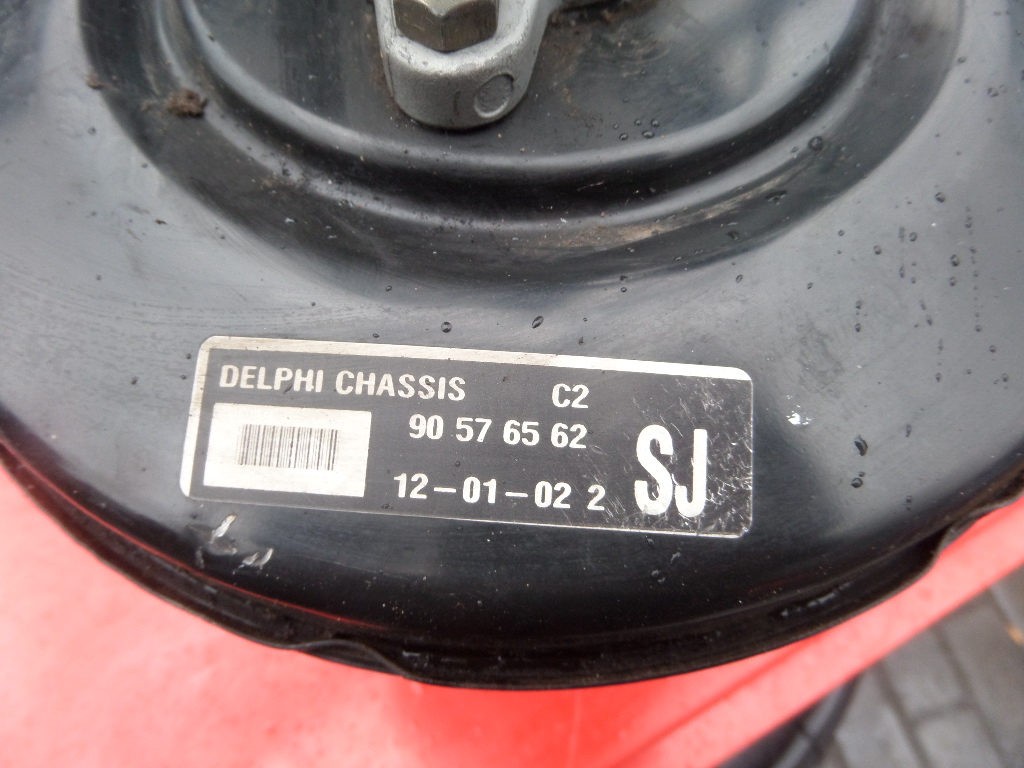 DELPHI CHASSIS C2
90 57 65 62
12-01-02 2
SJ